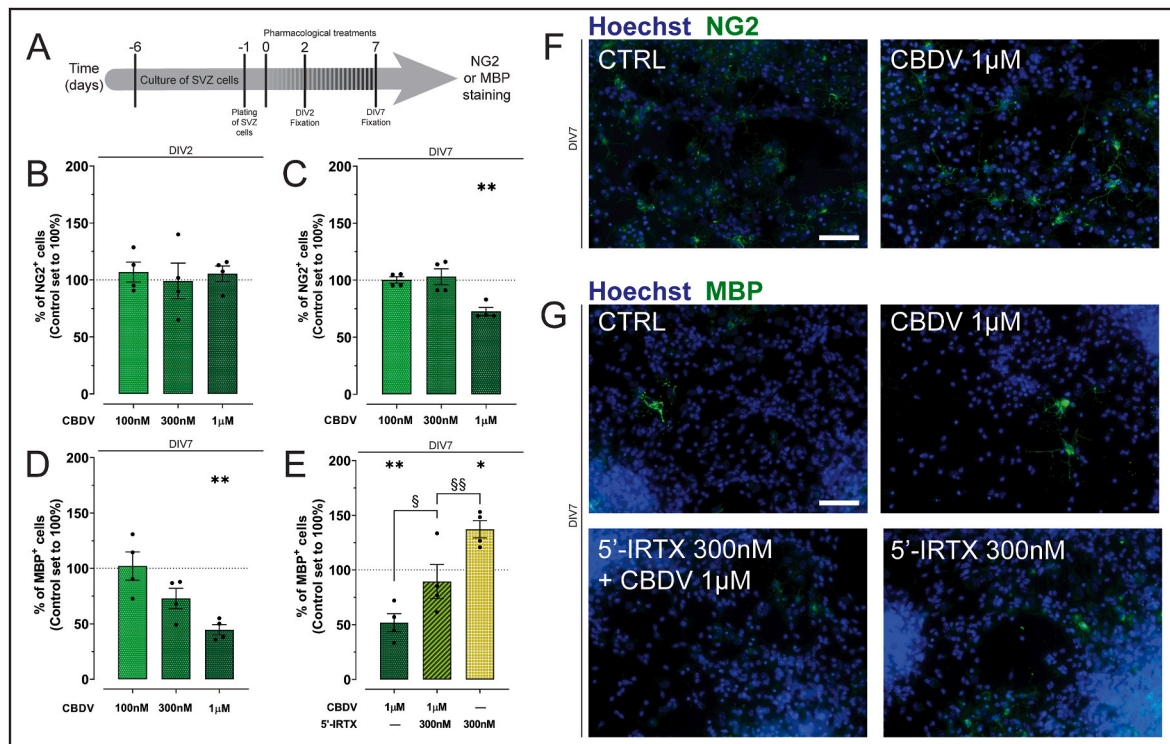 A
Pharmacological treatments
-6
-1
0
2
7
Time
(days)
Culture of SVZ cells
NG2
or MBP
staining
Plating
of SVZ
cells
DIV2
Fixation
DIV7
Fixation
B
DIV2
% of NG2⁺ cells
(Control set to 100%)
200
150
100
50
0
CBDV 100nM 300nM 1μM
C
DIV7
% of NG2⁺ cells
(Control set to 100%)
200
150
100
50
0
**
CBDV 100nM 300nM 1μM
D
DIV7
% of MBP⁺ cells
(Control set to 100%)
200
150
100
50
0
**
CBDV 100nM 300nM 1μM
E
DIV7
% of MBP⁺ cells
(Control set to 100%)
200
150
100
50
0
** *
§ §§
CBDV 1μM 1μM —
5'-IRTX — 300nM 300nM
F
Hoechst NG2
DIV7
CTRL
CBDV 1μM
G
Hoechst MBP
DIV7
CTRL
CBDV 1μM
5'-IRTX 300nM
+ CBDV 1μM
5'-IRTX 300nM